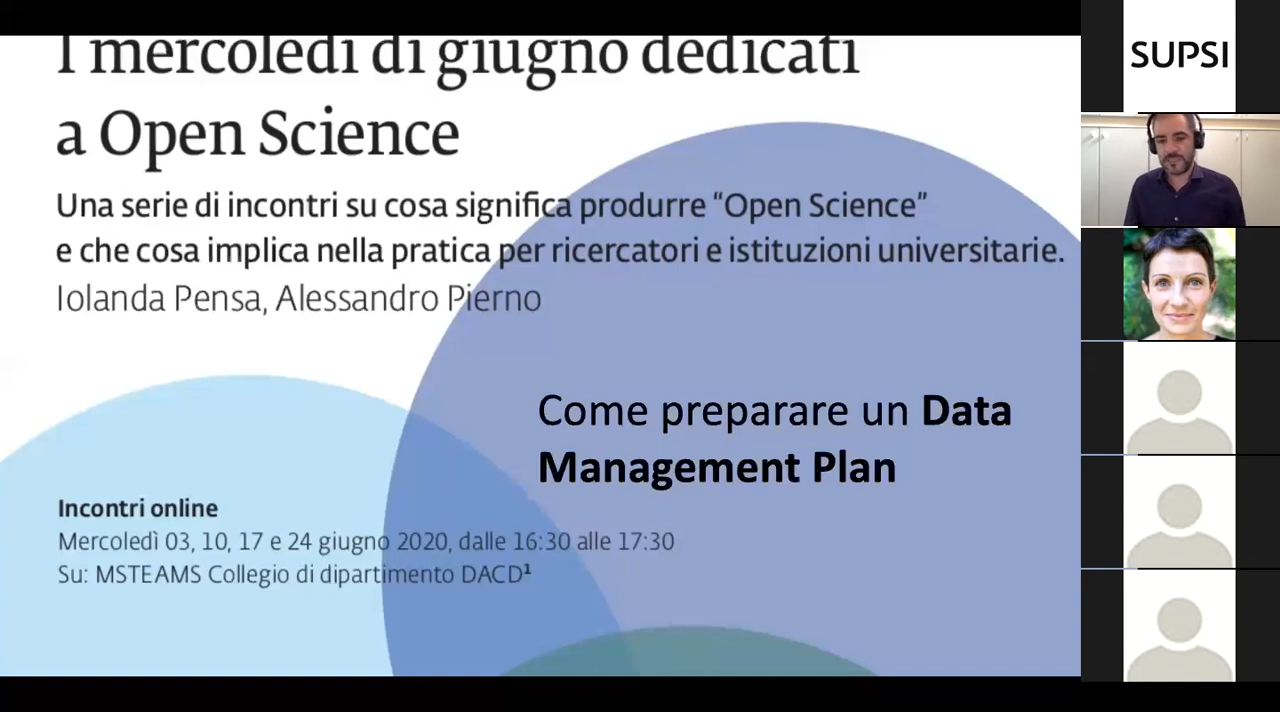 I mercoledì di giugno dedicati
a Open Science
Una serie di incontri su cosa significa produrre “Open Science”
e che cosa implica nella pratica per ricercatori e istituzioni universitarie.
Iolanda Pensa, Alessandro Pierno
Come preparare un Data
Management Plan
Incontri online
Mercoledì 03, 10, 17 e 24 giugno 2020, dalle 16:30 alle 17:30
Su: MSTEAMS Collegio di dipartimento DACD¹
SUPSI